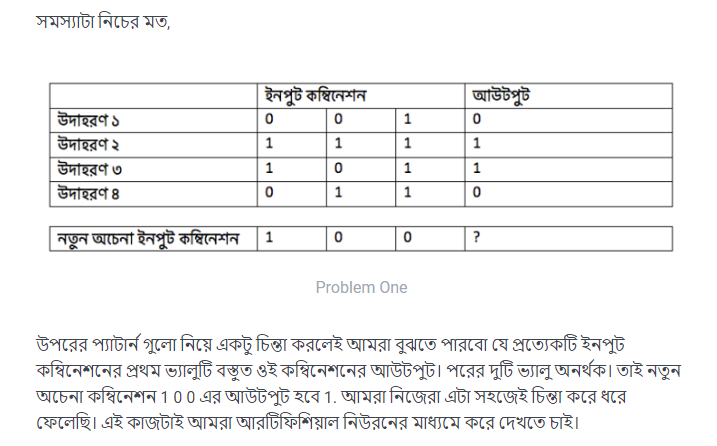 সমস্যাটা নিচের মত,
ইনপুট কম্বিনেশন আউটপুট
উদাহরণ ১ 0 0 1 0
উদাহরণ ২ 1 1 1 1
উদাহরণ ৩ 1 0 1 1
উদাহরণ ৪ 0 1 1 0
নতুন অচেনা ইনপুট কম্বিনেশন 1 0 0 ?
Problem One
উপরের প্যাটার্ন গুলো নিয়ে একটু চিন্তা করলেই আমরা বুঝতে পারবো যে প্রত্যেকটি ইনপুট
কম্বিনেশনের প্রথম ভ্যালুটি বস্তুত ওই কম্বিনেশনের আউটপুট। পরের দুটি ভ্যালু অনর্থক। তাই নতুন
অচেনা কম্বিনেশন 1 0 0 এর আউটপুট হবে 1. আমরা নিজেরা এটা সহজেই চিন্তা করে ধরে
ফেলেছি। এই কাজটাই আমরা আরটিফিশিয়াল নিউরনের মাধ্যমে করে দেখতে চাই।